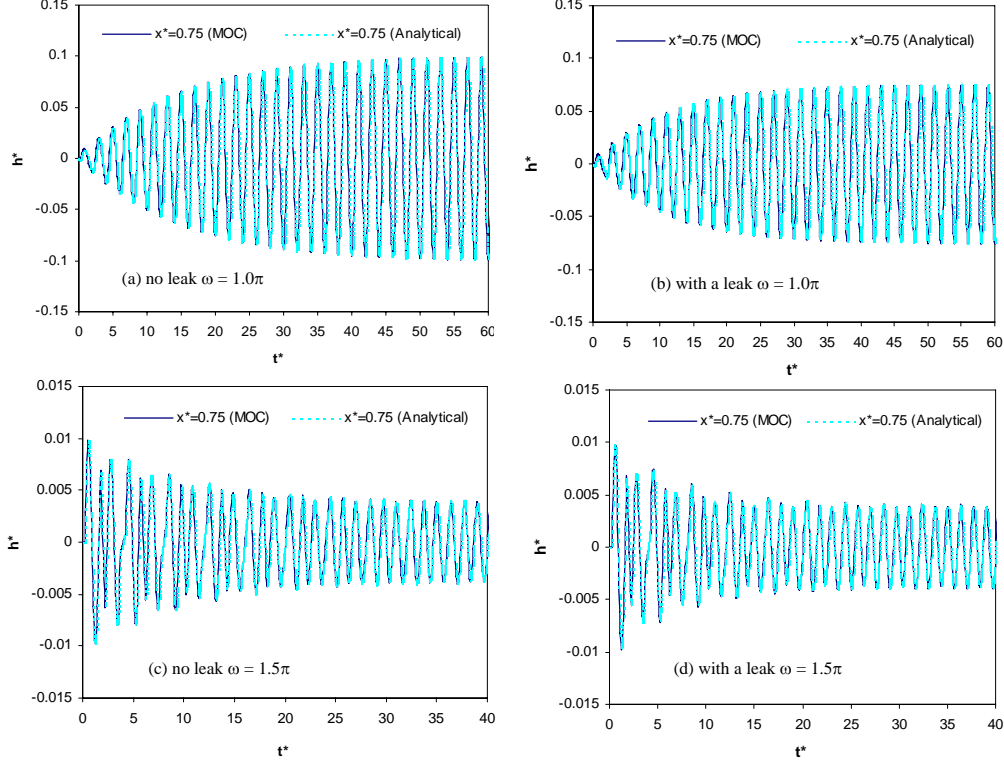 0.15
0.1
0.05
0
-0.05
-0.1
-0.15
h*
x*=0.75 (MOC) x*=0.75 (Analytical)
(a) no leak ω = 1.0π
0 5 10 15 20 25 30 35 40 45 50 55 60
t*
0.15
0.1
0.05
0
-0.05
-0.1
-0.15
h*
x*=0.75 (MOC) x*=0.75 (Analytical)
(b) with a leak ω = 1.0π
0 5 10 15 20 25 30 35 40 45 50 55 60
t*
0.015
0.01
0.005
0
-0.005
-0.01
-0.015
h*
x*=0.75 (MOC) x*=0.75 (Analytical)
(c) no leak ω = 1.5π
0 5 10 15 20 25 30 35 40
t*
0.015
0.01
0.005
0
-0.005
-0.01
-0.015
h*
x*=0.75 (MOC) x*=0.75 (Analytical)
(d) with a leak ω = 1.5π
0 5 10 15 20 25 30 35 40
t*